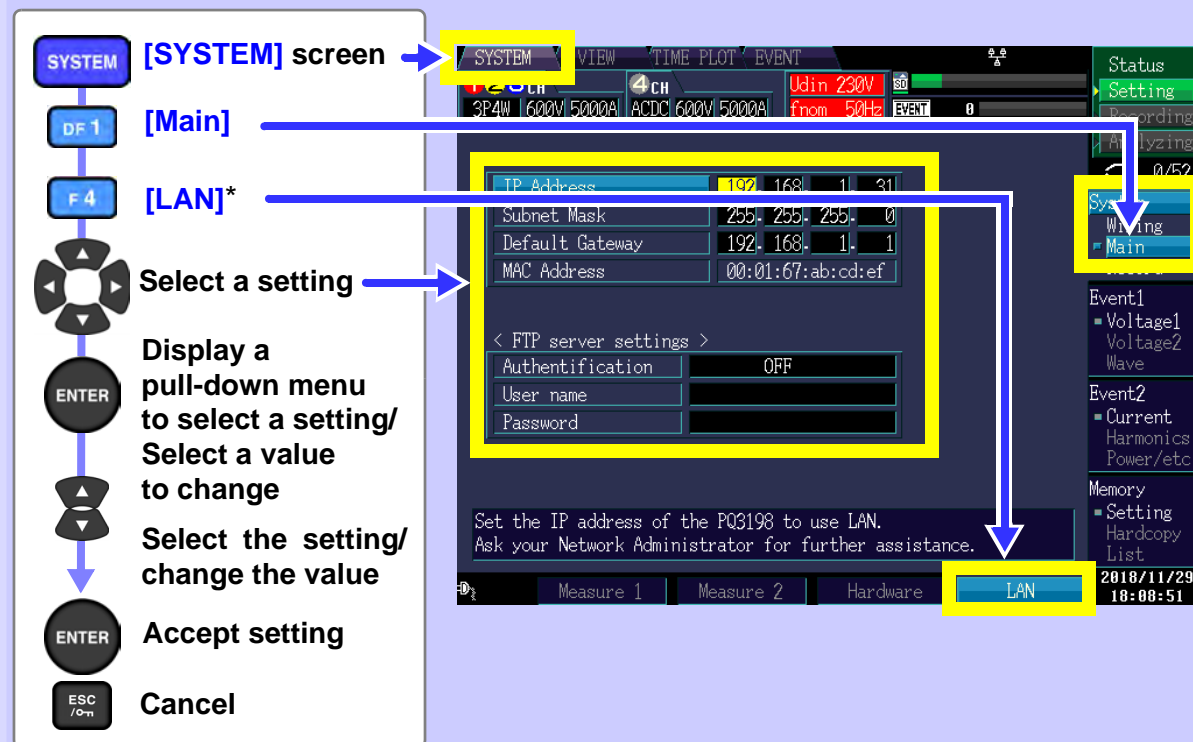 SYSTEM
[SYSTEM] screen
DF 1
[Main]
F 4
[LAN]*
Select a setting
ENTER
Display a
pull-down menu
to select a setting/
Select a value
to change
Select the setting/
change the value
ENTER
Accept setting
ESC
Cancel
SYSTEM VIEW TIME PLOT EVENT
CH 4 CH Udin 230V SD
3P4W 600V 5000A ACDC 600V 5000A fnom 50Hz EVENT 0
IP Address 192. 168. 1. 31
Subnet Mask 255. 255. 255. 0
Default Gateway 192. 168. 1. 1
MAC Address 00:01:67:ab:cd:ef
< FTP server settings >
Authentification OFF
User name
Password
Set the IP address of the PQ3198 to use LAN.
Ask your Network Administrator for further assistance.
Measure 1 Measure 2 Hardware LAN
Status
Setting
Recording
Analyzing
0/52
Wiring
Main
Event1
Voltage1
Voltage2
Wave
Event2
Current
Harmonics
Power/etc
Memory
Setting
Hardcopy
List
2018/11/29
18:08:51